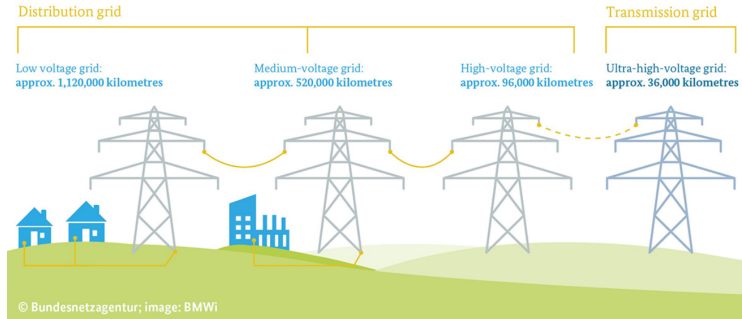 Distribution grid
Transmission grid
Low voltage grid:
approx. 1,120,000 kilometres
Medium-voltage grid:
approx. 520,000 kilometres
High-voltage grid:
approx. 96,000 kilometres
Ultra-high-voltage grid:
approx. 36,000 kilometres
© Bundesnetzagentur; image: BMWi